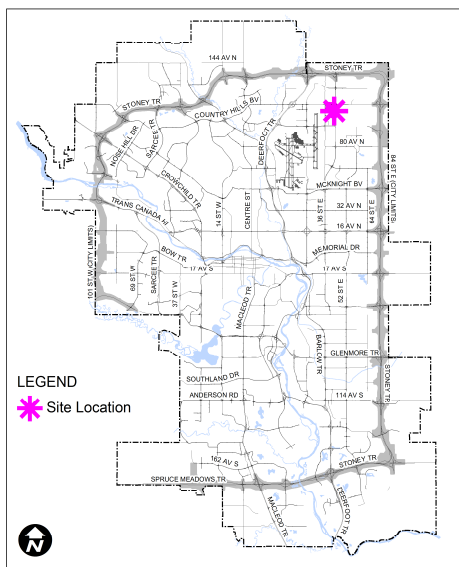 144 AV N
STONEY TR
STONEY TR
COUNTRY HILLS BV
DEERFOOT TR
NOSE HILL DR
SARCEE TR
80 AV N
CROWCHILD TR
14 ST W
CENTRE ST
36 ST E
MCKNIGHT BV
84 ST E (CITY LIMITS)
32 AV N
TRANS CANADA HI
16 AV N
64 ST E
101 ST W (CITY LIMITS)
BOW TR
MEMORIAL DR
17 AV S
17 AV S
69 ST W
SARCEE TR
37 ST W
MACLEOD TR
52 ST E
BARLOW TR
GLENMORE TR
STONEY TR
LEGEND
Site Location
SOUTHLAND DR
ANDERSON RD
114 AV S
162 AV S
STONEY TR
SPRUCE MEADOWS TR
MACLEOD TR
DEERFOOT TR
N